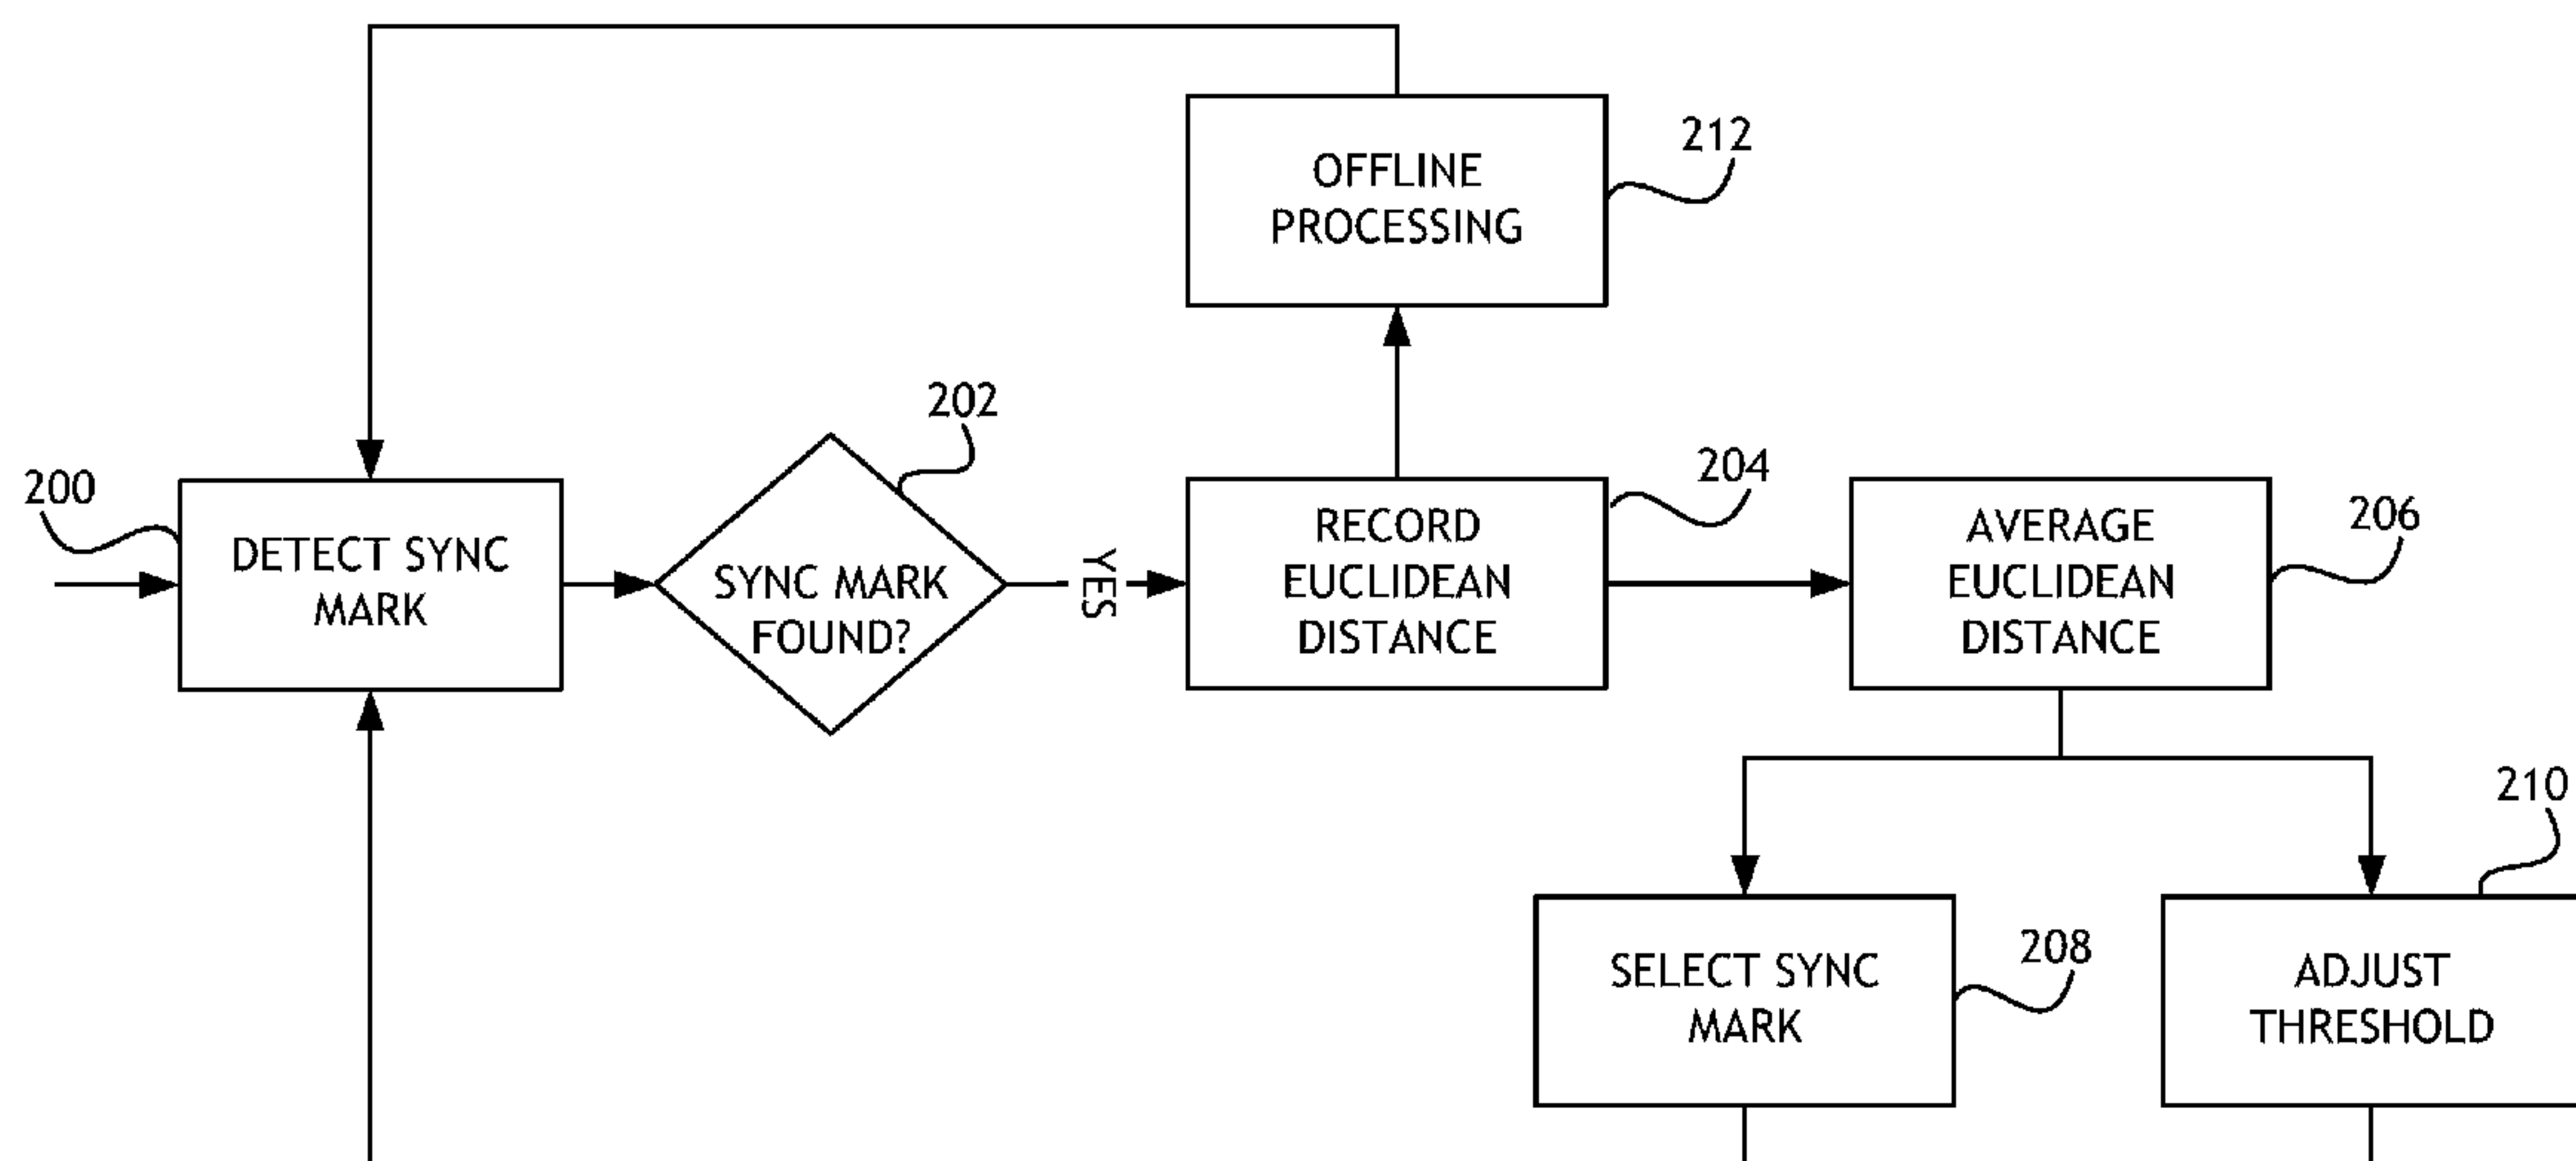 212
OFFLINE
PROCESSING
202
200
DETECT SYNC
MARK
SYNC MARK
FOUND?
YES
204
RECORD
EUCLIDEAN
DISTANCE
206
AVERAGE
EUCLIDEAN
DISTANCE
208
SELECT SYNC
MARK
210
ADJUST
THRESHOLD